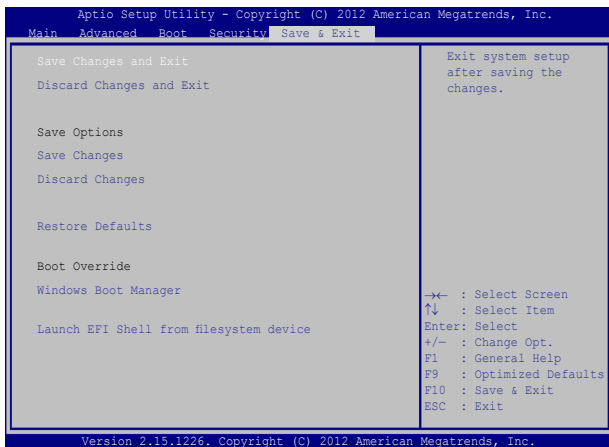 Aptio Setup Utility - Copyright (C) 2012 American Megatrends, Inc.
Main Advanced Boot Security Save & Exit
Save Changes and Exit
Discard Changes and Exit
Save Options
Save Changes
Discard Changes
Restore Defaults
Boot Override
Windows Boot Manager
Launch EFI Shell from filesystem device
Exit system setup
after saving the
changes.
→← : Select Screen
↑↓ : Select Item
Enter: Select
+/— : Change Opt.
F1 : General Help
F9 : Optimized Defaults
F10 : Save & Exit
ESC : Exit
Version 2.15.1226. Copyright (C) 2012 American Megatrends, Inc.